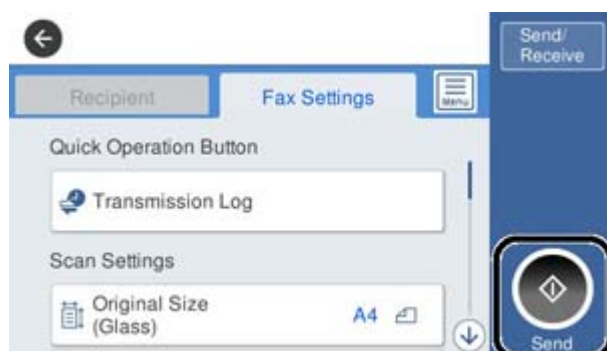 Send/
Receive
Recipient
Fax Settings
Menu
Quick Operation Button
Transmission Log
Scan Settings
Original Size
(Glass)
A4
Send